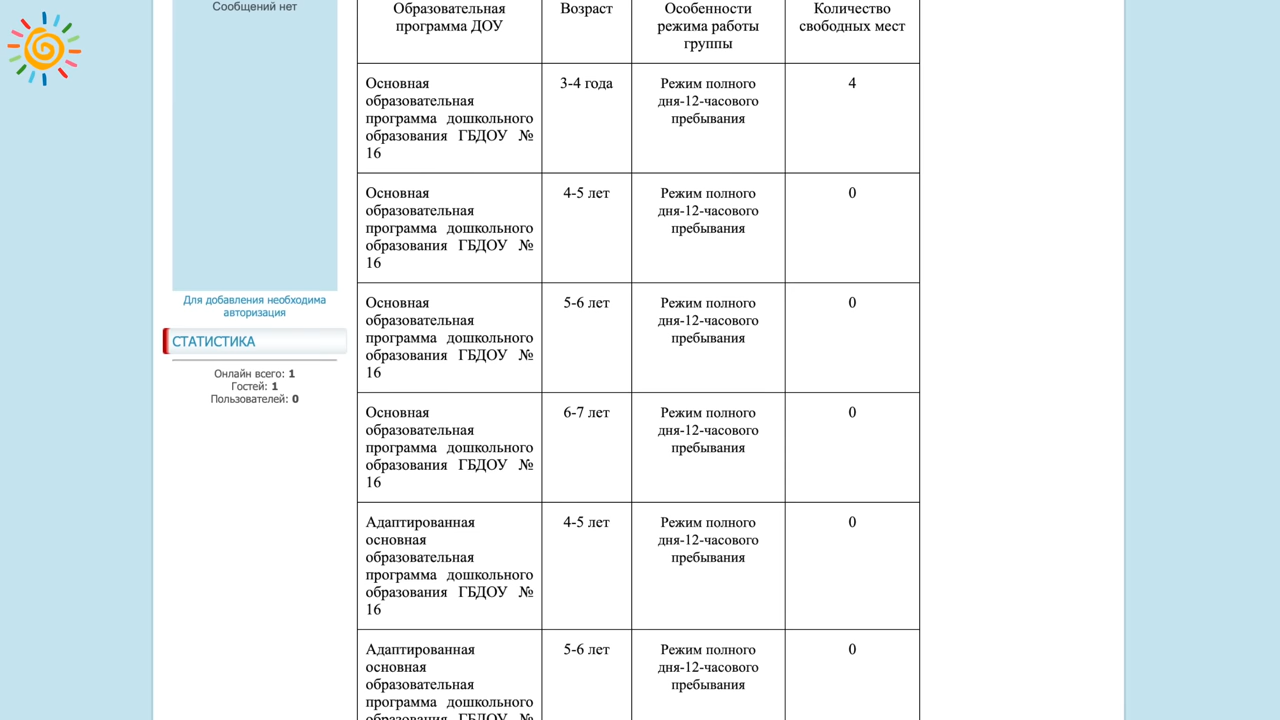 Сообщений нет
Для добавления необходима
авторизация
СТАТИСТИКА
Онлайн всего: 1
Гостей: 1
Пользователей: 0
Образовательная
программа ДОУ
Возраст
Особенности
режима работы
группы
Количество
свободных мест
Основная
образовательная
программа дошкольного
образования ГБДОУ №
16
3-4 года
Режим полного
дня-12-часового
пребывания
4
Основная
образовательная
программа дошкольного
образования ГБДОУ №
16
4-5 лет
Режим полного
дня-12-часового
пребывания
0
Основная
образовательная
программа дошкольного
образования ГБДОУ №
16
5-6 лет
Режим полного
дня-12-часового
пребывания
0
Основная
образовательная
программа дошкольного
образования ГБДОУ №
16
6-7 лет
Режим полного
дня-12-часового
пребывания
0
Адаптированная
основная
образовательная
программа дошкольного
образования ГБДОУ №
16
4-5 лет
Режим полного
дня-12-часового
пребывания
0
Адаптированная
основная
образовательная
программа дошкольного
образования ГБДОУ №
5-6 лет
Режим полного
дня-12-часового
пребывания
0